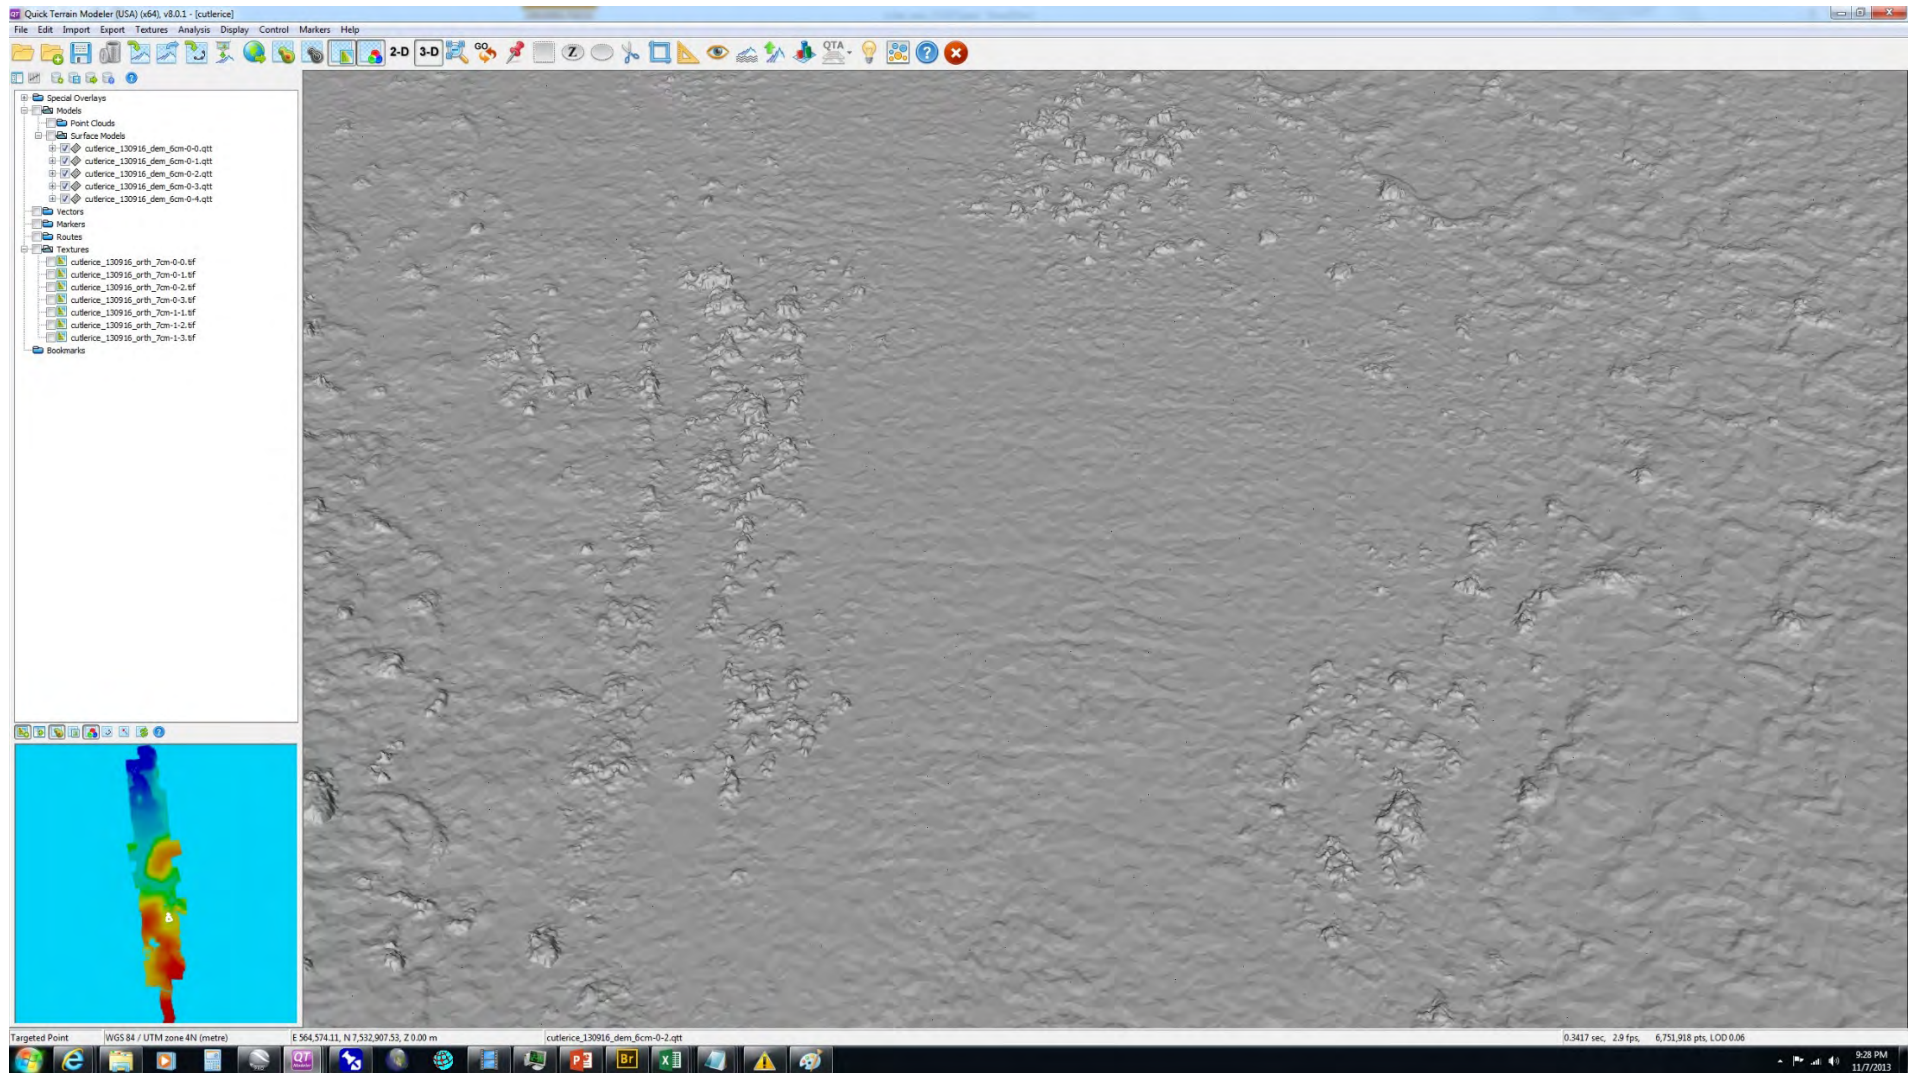 QT Quick Terrain Modeler (USA) (x64), v8.0.1 - [cutlerice]
File Edit Import Export Textures Analysis Display Control Markers Help
2-D 3-D GO Z QTA
Special Overlays
Models
Point Clouds
Surface Models
cutlerice_130916_dem_6cm-0-0.qtt
cutlerice_130916_dem_6cm-0-1.qtt
cutlerice_130916_dem_6cm-0-2.qtt
cutlerice_130916_dem_6cm-0-3.qtt
cutlerice_130916_dem_6cm-0-4.qtt
Vectors
Markers
Routes
Textures
cutlerice_130916_orth_7cm-0-0.tif
cutlerice_130916_orth_7cm-0-1.tif
cutlerice_130916_orth_7cm-0-2.tif
cutlerice_130916_orth_7cm-0-3.tif
cutlerice_130916_orth_7cm-1-1.tif
cutlerice_130916_orth_7cm-1-2.tif
cutlerice_130916_orth_7cm-1-3.tif
Bookmarks
Targeted Point WGS 84 / UTM zone 4N (metre) E 564,574.11, N 7,532,907.53, Z 0.00 m cutlerice_130916_dem_6cm-0-2.qtt 0.3417 sec, 2.9 fps, 6,751,918 pts, LOD 0.06
QT Modeler Br 9:28 PM
11/7/2013